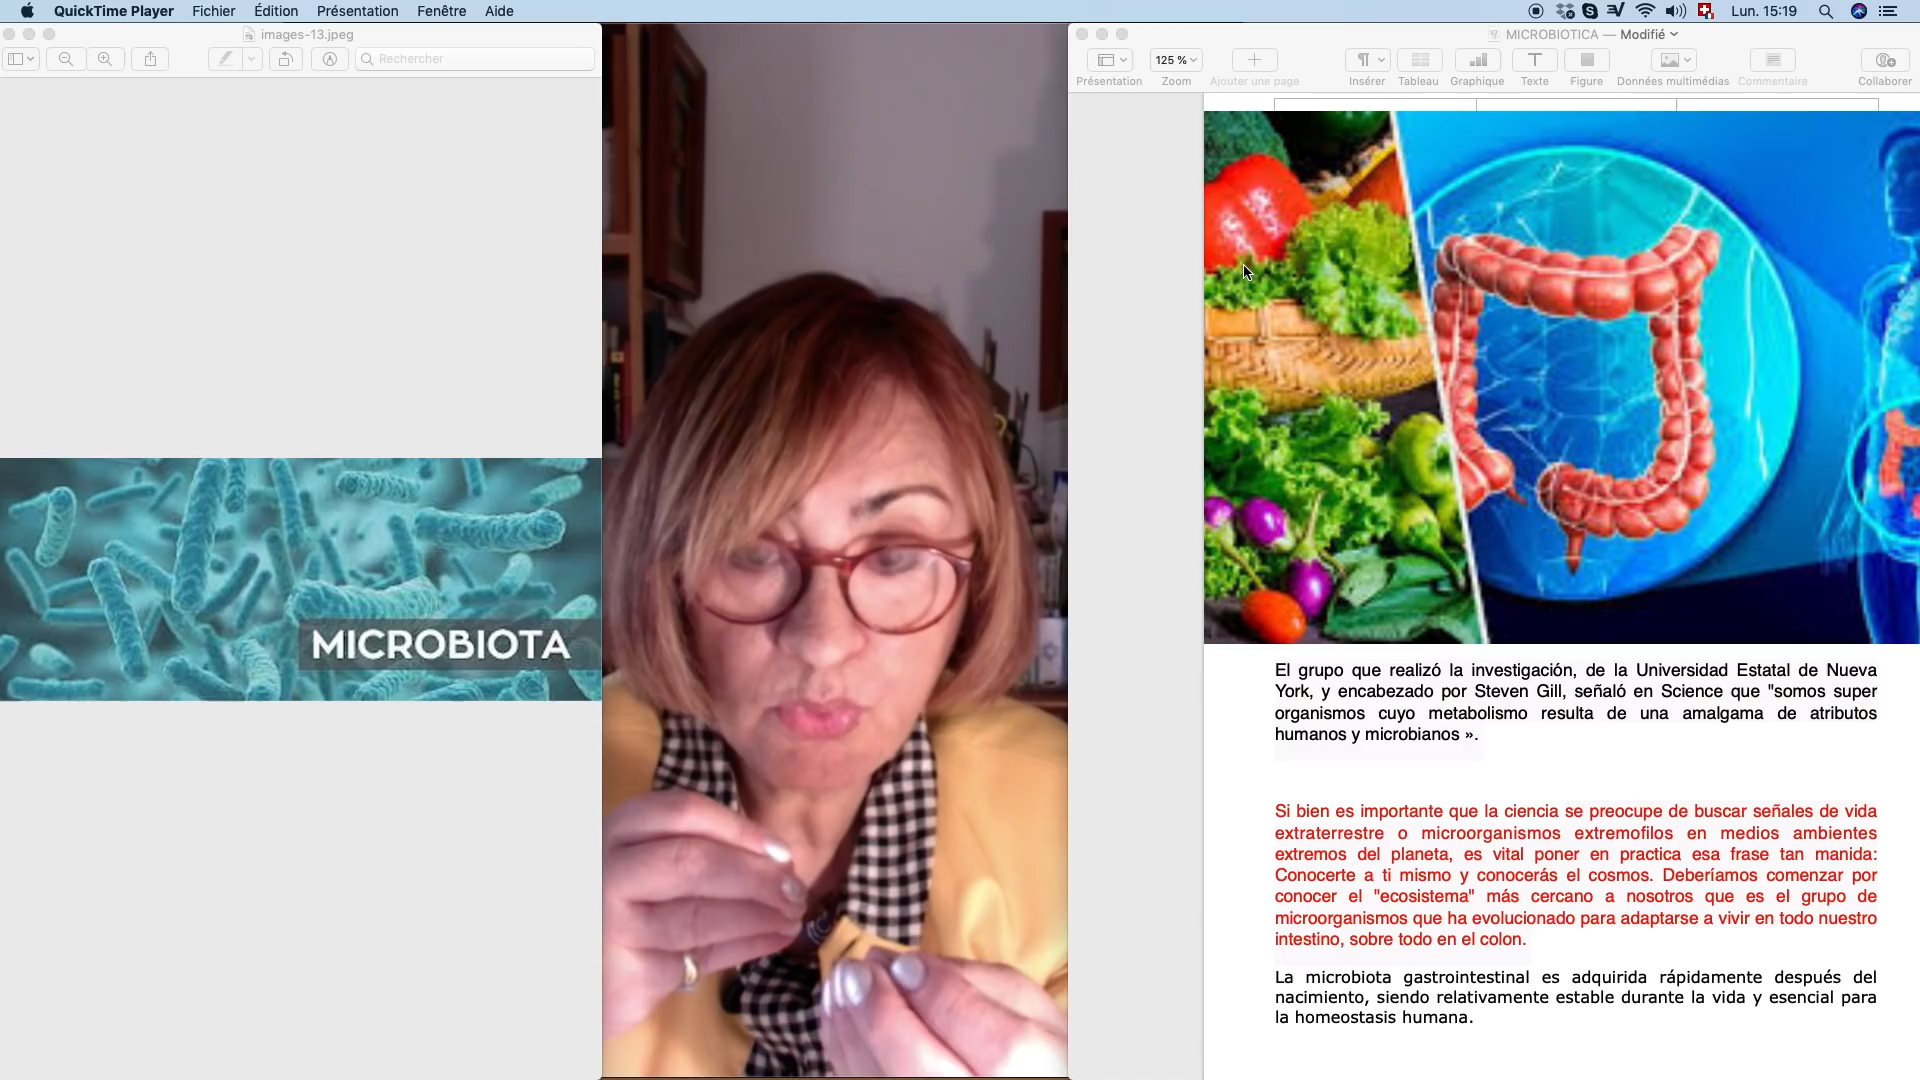 QuickTime Player Fichier Édition Présentation Fenêtre Aide
Lun. 15:19
images-13.jpeg
Rechercher
MICROBIOTA
MICROBIOTICA — Modifié
125 %
Présentation Zoom Ajouter une page Insérer Tableau Graphique Texte Figure Données multimédias Commentaire Collaborer
El grupo que realizó la investigación, de la Universidad Estatal de Nueva
York, y encabezado por Steven Gill, señaló en Science que "somos super
organismos cuyo metabolismo resulta de una amalgama de atributos
humanos y microbianos ».
Si bien es importante que la ciencia se preocupe de buscar señales de vida
extraterrestre o microorganismos extremofilos en medios ambientes
extremos del planeta, es vital poner en practica esa frase tan manida:
Conocerte a ti mismo y conocerás el cosmos. Deberíamos comenzar por
conocer el "ecosistema" más cercano a nosotros que es el grupo de
microorganismos que ha evolucionado para adaptarse a vivir en todo nuestro
intestino, sobre todo en el colon.
La microbiota gastrointestinal es adquirida rápidamente después del
nacimiento, siendo relativamente estable durante la vida y esencial para
la homeostasis humana.